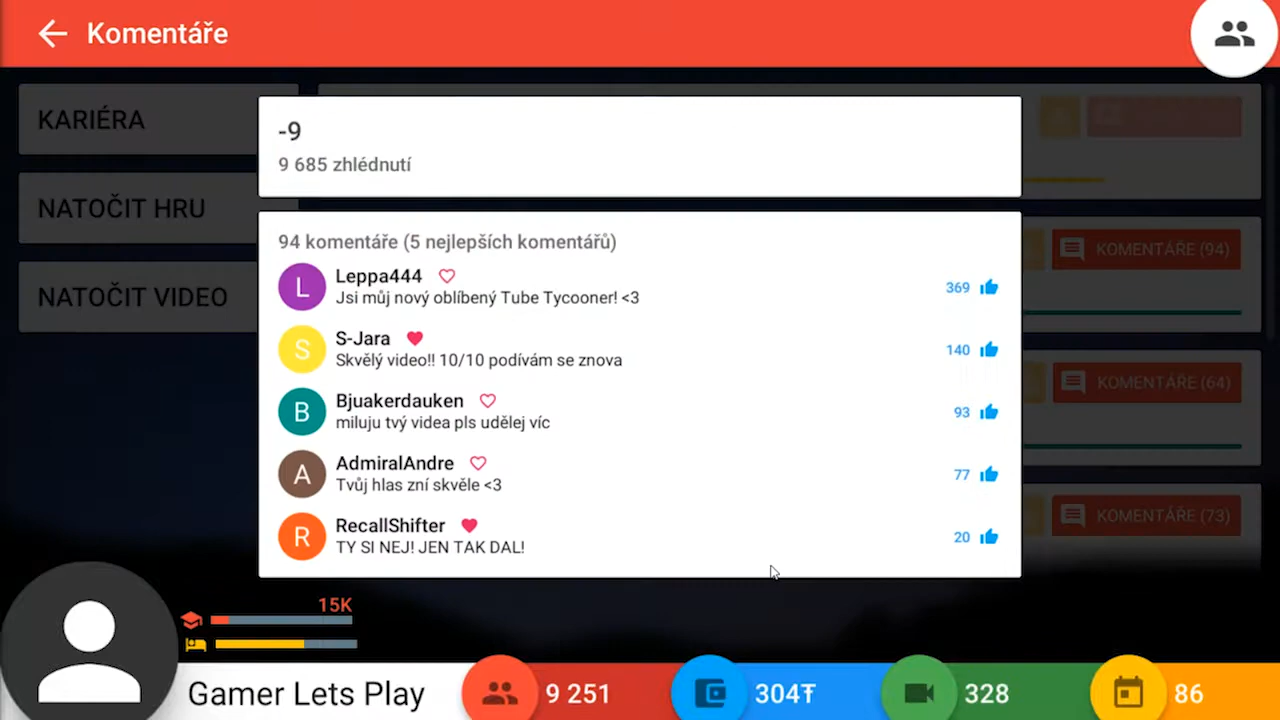 Komentáře
KARIÉRA
NATOČIT HRU
NATOČIT VIDEO
-9
9 685 zhlédnutí
94 komentáře (5 nejlepších komentářů)
Leppa444
Jsi můj nový oblíbený Tube Tycooner! <3
369
S-Jara
Skvělý video!! 10/10 podívám se znova
140
Bjuakerdauken
miluju tvý videa pls udělej víc
93
AdmiralAndre
Tvůj hlas zní skvěle <3
77
RecallShifter
TY SI NEJ! JEN TAK DAL!
20
KOMENTÁŘE (94)
KOMENTÁŘE (64)
KOMENTÁŘE (73)
15K
Gamer Lets Play
9 251
304Ŧ
328
86